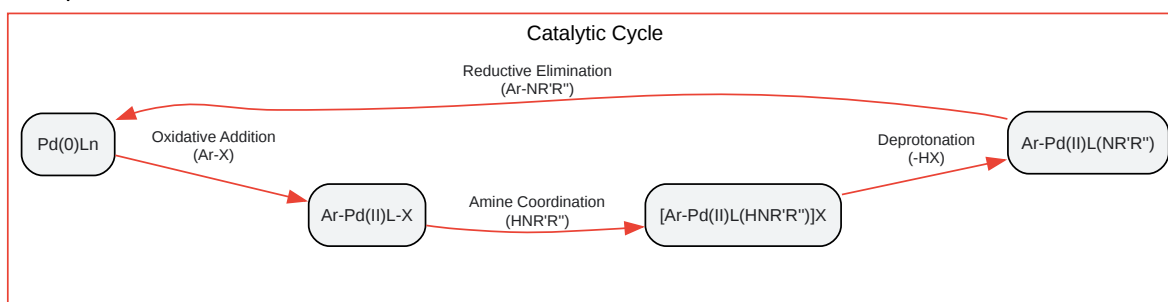 Catalytic Cycle
Reductive Elimination
(Ar-NR'R")
Pd(0)Ln
Oxidative Addition
(Ar-X)
Ar-Pd(II)L-X
Amine Coordination
(HNR'R")
[Ar-Pd(II)L(HNR'R")]X
Deprotonation
(-HX)
Ar-Pd(II)L(NR'R")